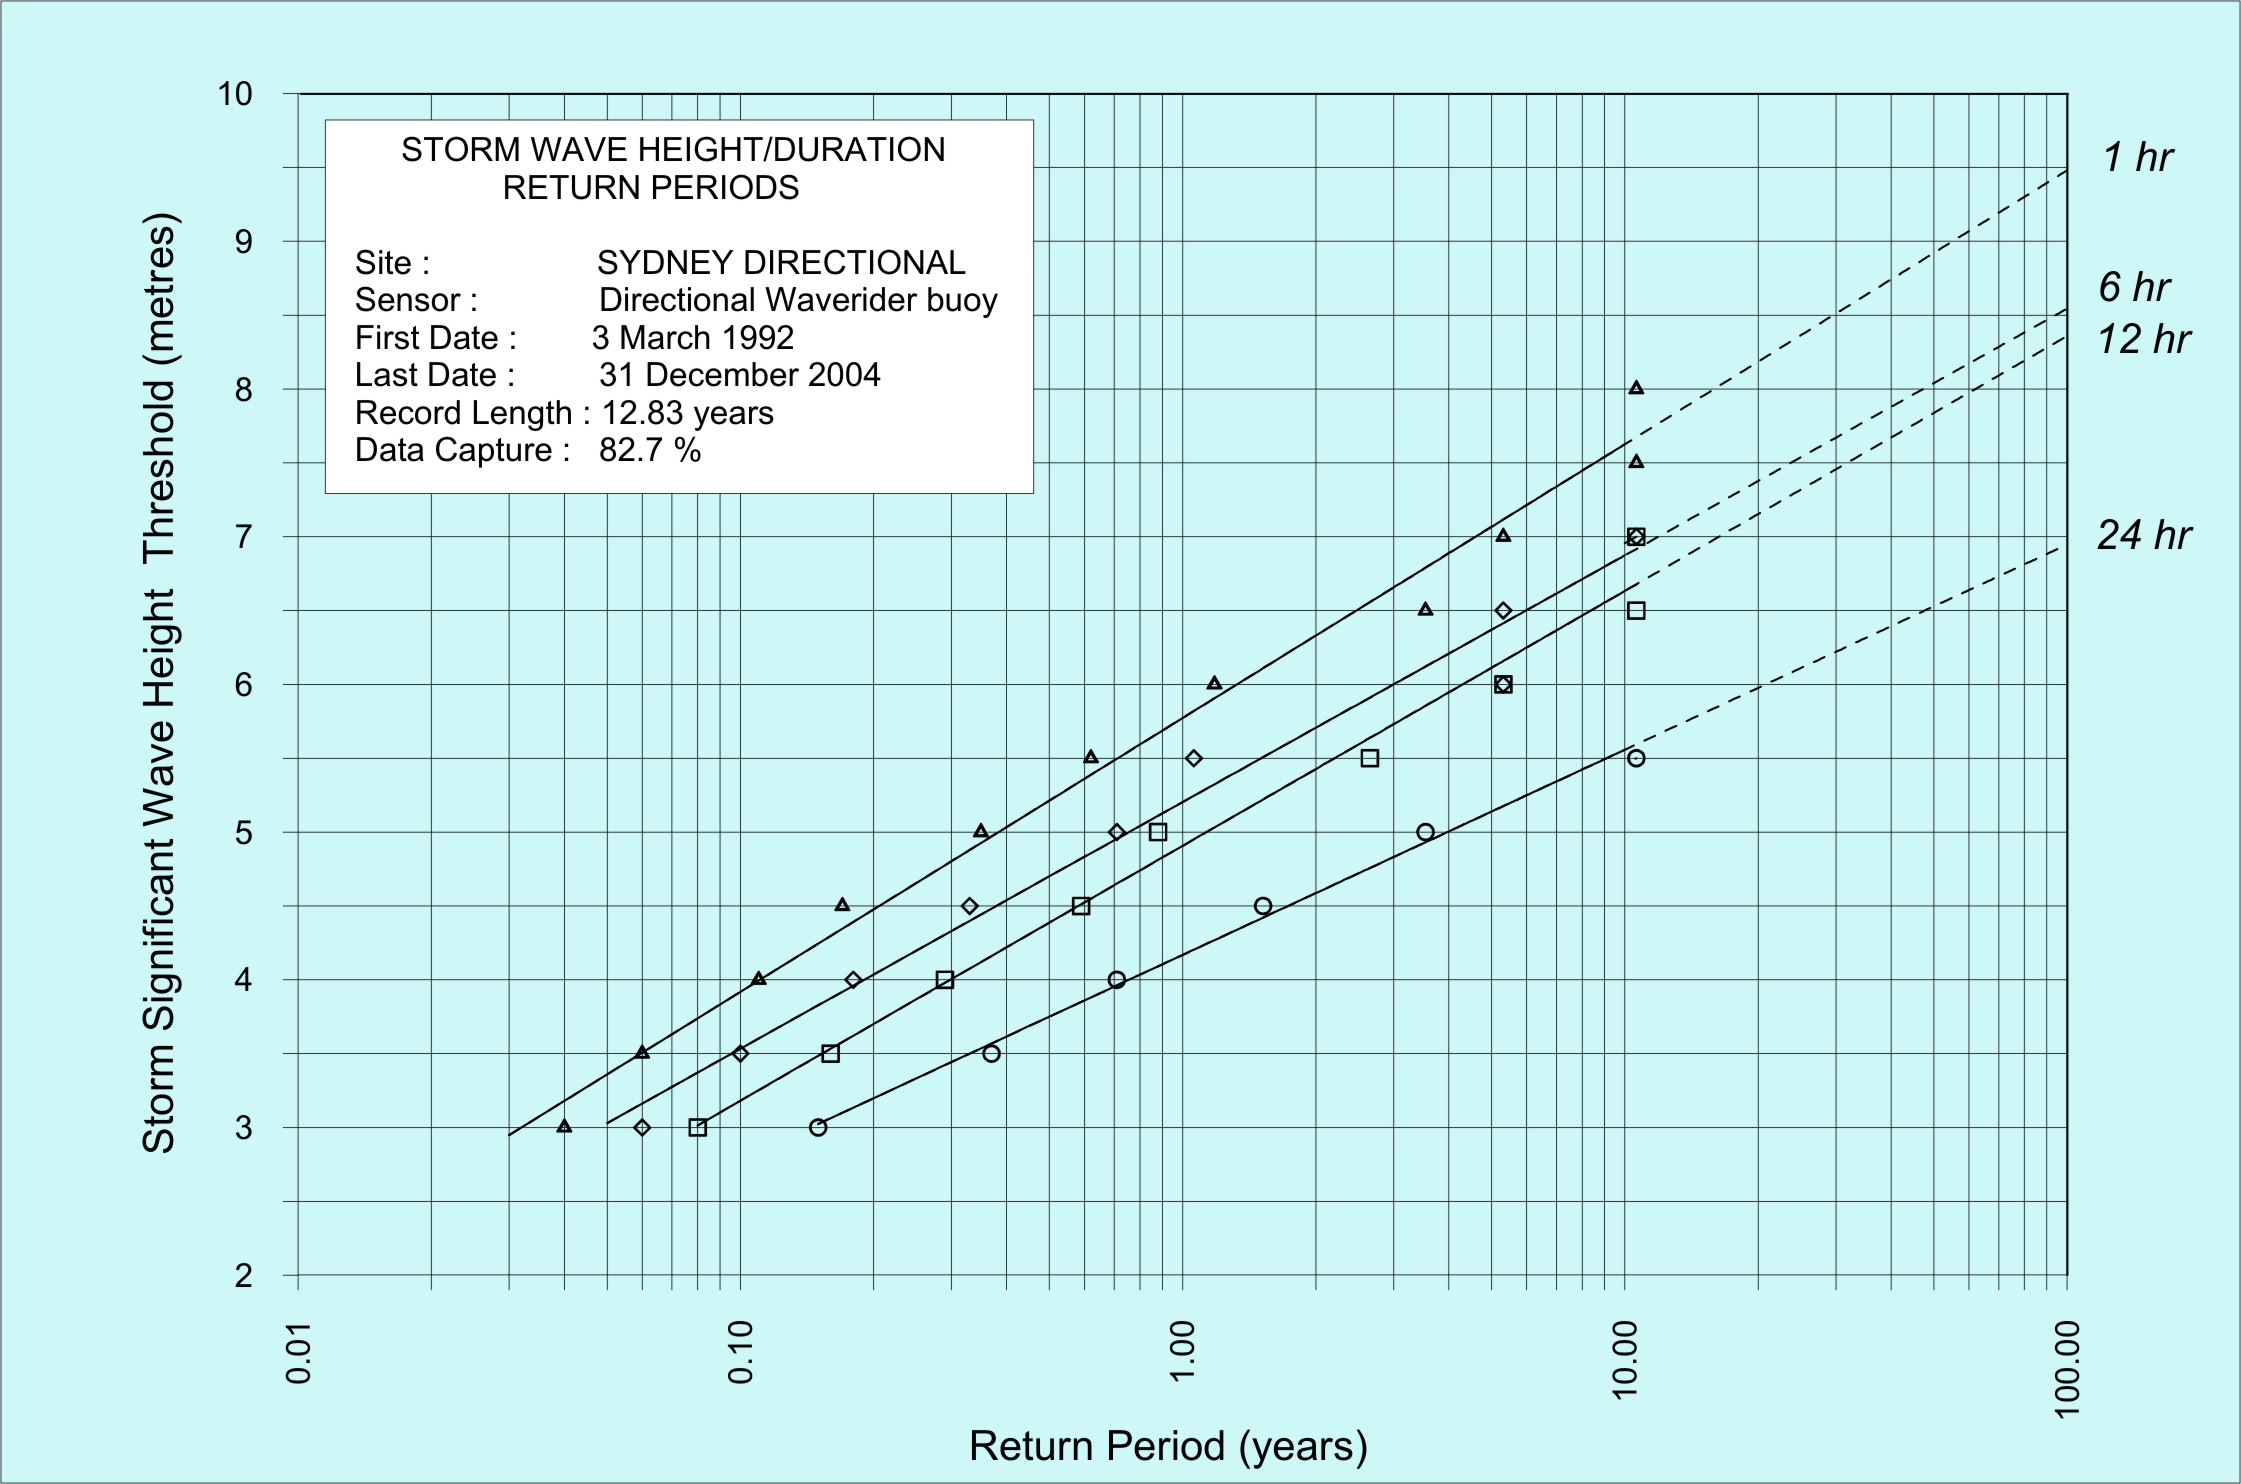 STORM WAVE HEIGHT/DURATION
RETURN PERIODS
Site : SYDNEY DIRECTIONAL
Sensor : Directional Waverider buoy
First Date : 3 March 1992
Last Date : 31 December 2004
Record Length : 12.83 years
Data Capture : 82.7 %
Storm Significant Wave Height Threshold (metres)
10
9
8
7
6
5
4
3
2
1 hr
6 hr
12 hr
24 hr
0.01
0.10
1.00
10.00
100.00
Return Period (years)